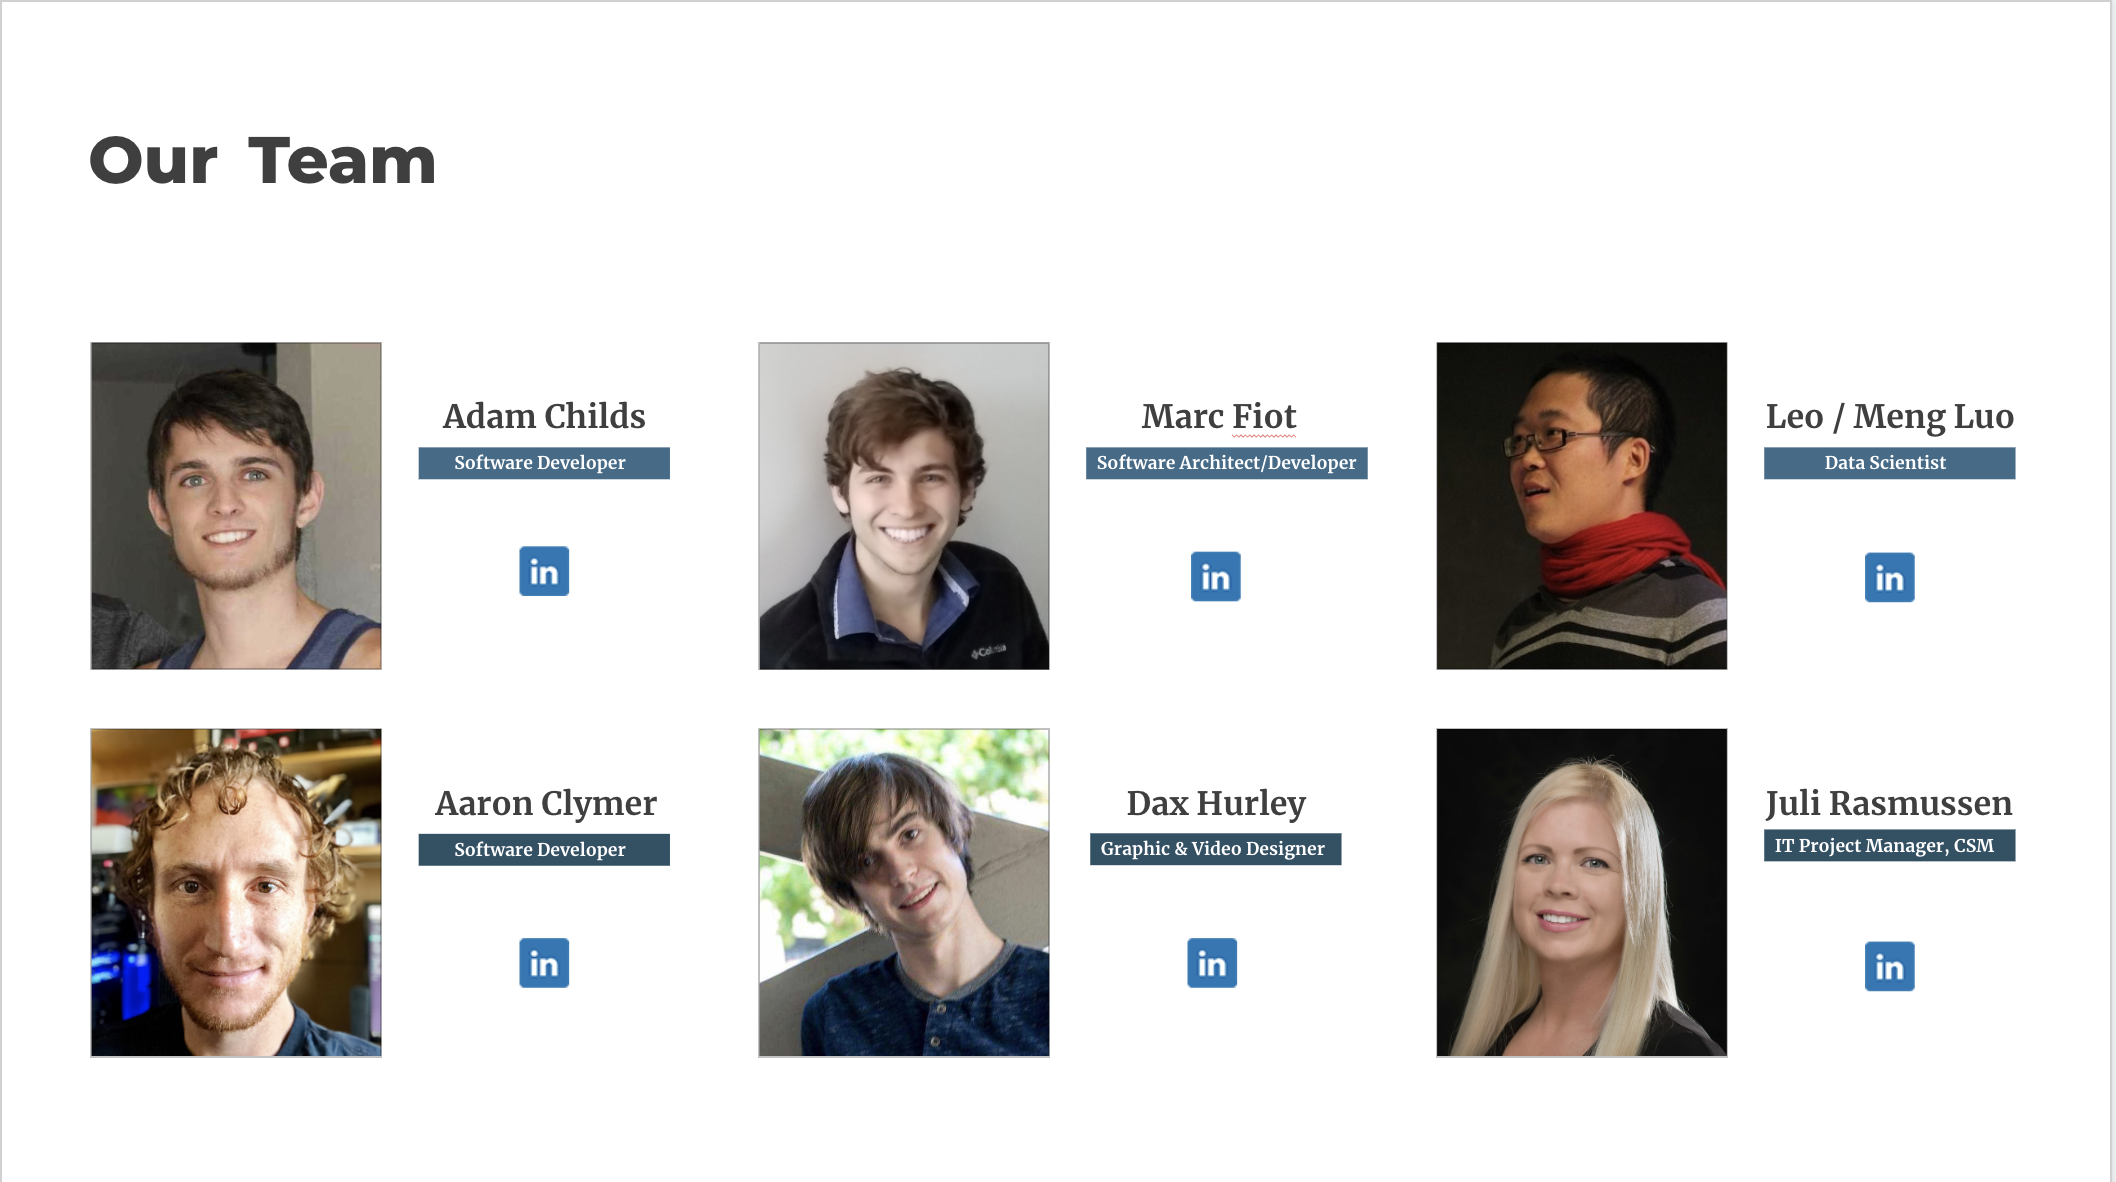 Our Team
Adam Childs
Software Developer
in
Marc Fiot
Software Architect/Developer
in
Leo / Meng Luo
Data Scientist
in
Columbia
Aaron Clymer
Software Developer
in
Dax Hurley
Graphic & Video Designer
in
Juli Rasmussen
IT Project Manager, CSM
in